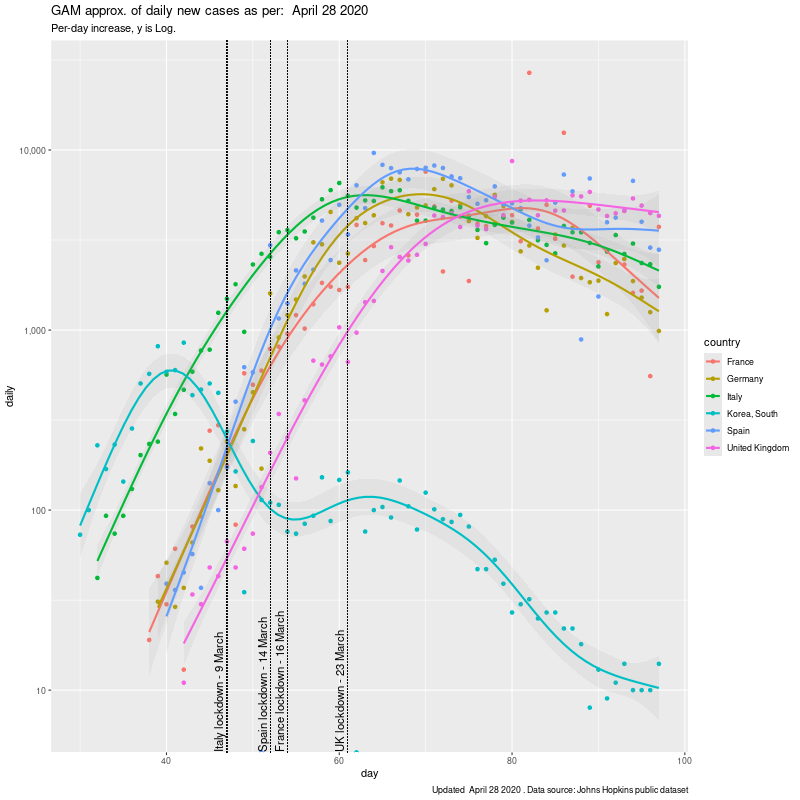 GAM approx. of daily new cases as per:  April 28 2020
Per-day increase, y is Log.
daily
10,000
1,000
100
10
Italy lockdown - 9 March
Spain lockdown - 14 March
France lockdown - 16 March
UK lockdown - 23 March
40
60
80
100
day
country
France
Germany
Italy
Korea, South
Spain
United Kingdom
Updated  April 28 2020 . Data source: Johns Hopkins public dataset